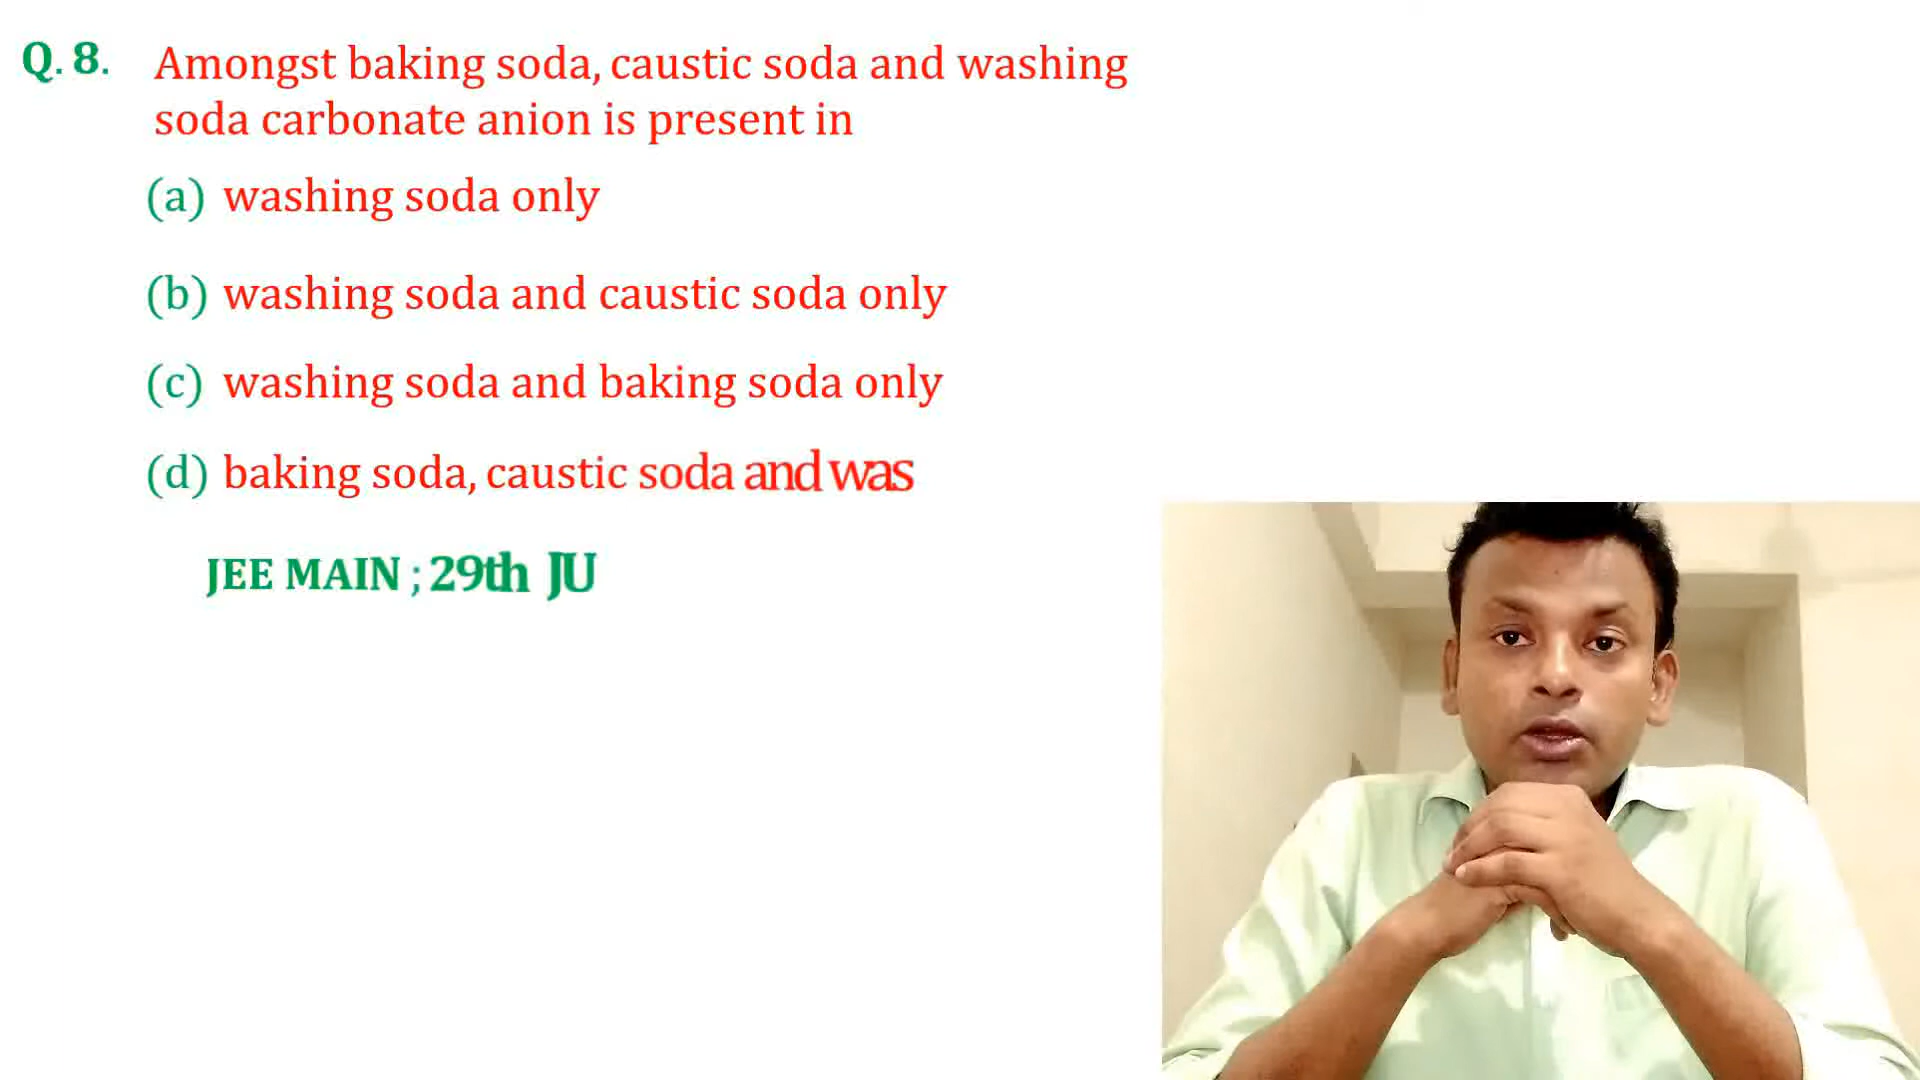 Q. 8. Amongst baking soda, caustic soda and washing
soda carbonate anion is present in
(a) washing soda only
(b) washing soda and caustic soda only
(c) washing soda and baking soda only
(d) baking soda, caustic soda and was
JEE MAIN ; 29th JU